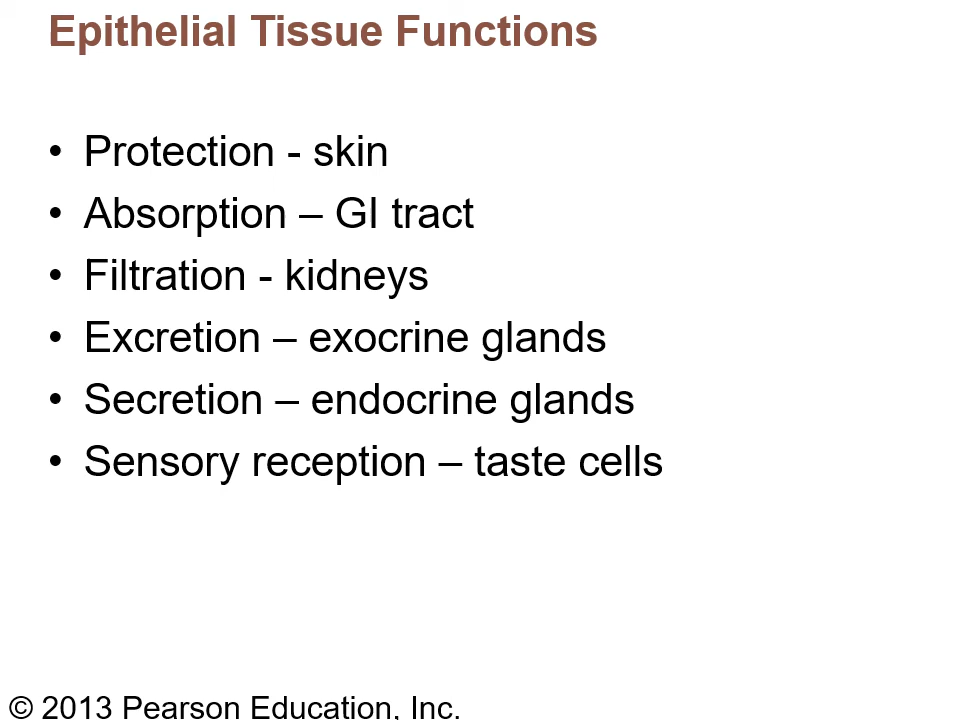 Epithelial Tissue Functions
• Protection - skin
• Absorption – GI tract
• Filtration - kidneys
• Excretion – exocrine glands
• Secretion – endocrine glands
• Sensory reception – taste cells
© 2013 Pearson Education, Inc.